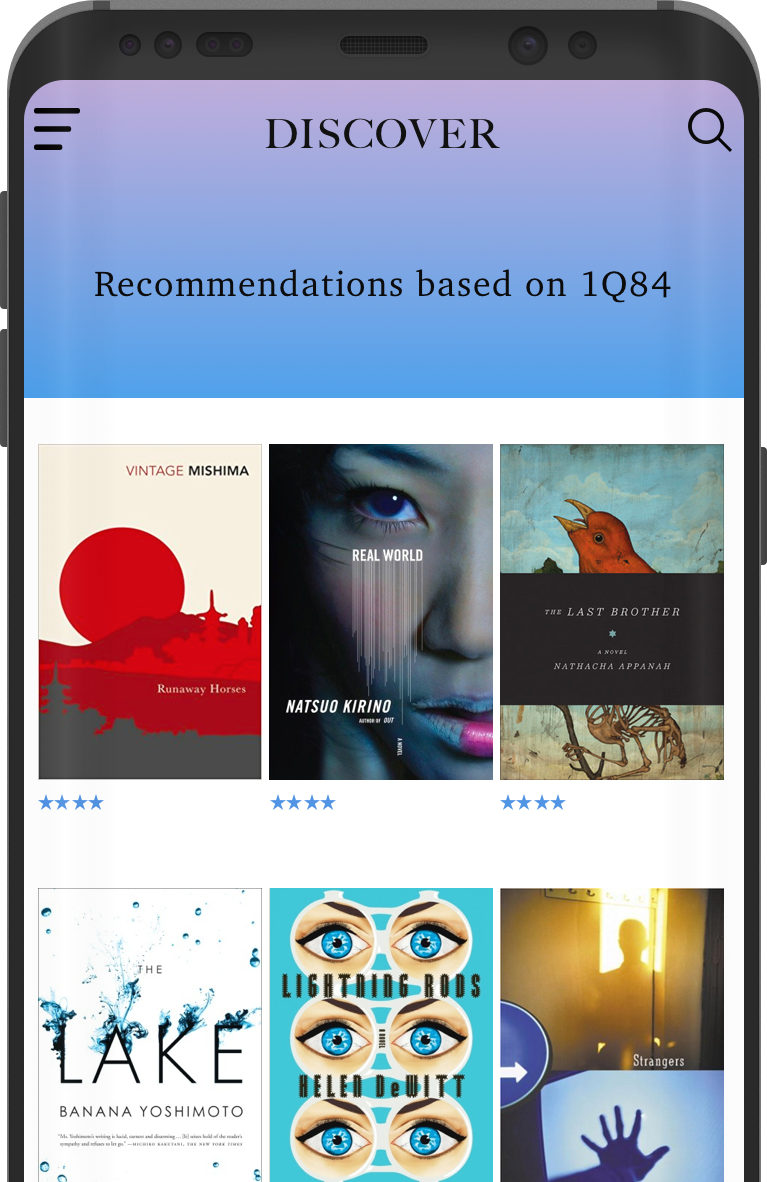 DISCOVER
Recommendations based on 1Q84
VINTAGE MISHIMA
Runaway Horses
REAL WORLD
NATSUO KIRINO
AUTHOR OF OUT
A NOVEL
THE LAST BROTHER
A NOVEL
NATHACHA APPANAH
THE
LAKE
BANANA YOSHIMOTO
"Ms. Yoshimoto's writing is lucid, earnest and disarming. . . . [It] seizes hold of the reader's
sympathy and refuses to let go." —MICHIKO KAKUTANI, THE NEW YORK TIMES
LIGHTNING RODS
A NOVEL
HELEN DeWITT
Strangers